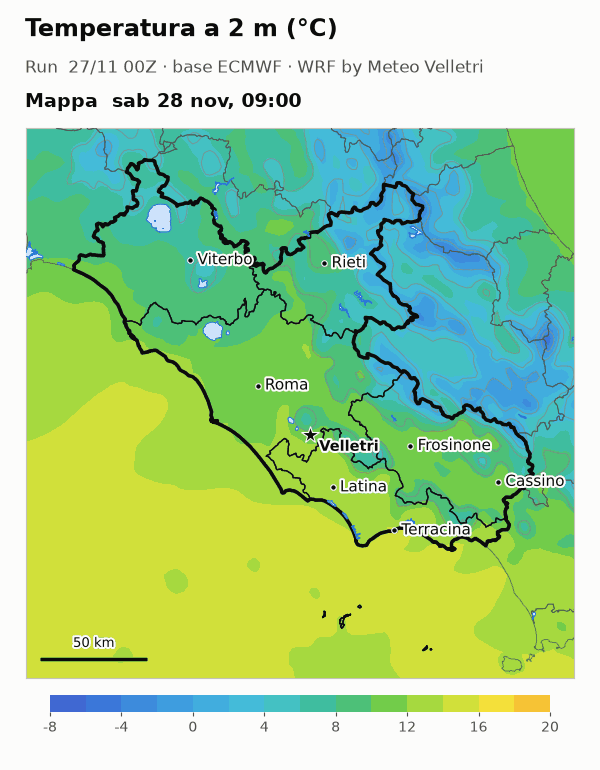 Temperatura a 2 m (°C)
Run 27/11 00Z · base ECMWF · WRF by Meteo Velletri
Mappa sab 28 nov, 09:00
Viterbo
Rieti
Roma
Velletri
Frosinone
Cassino
Latina
Terracina
50 km
-8 -4 0 4 8 12 16 20